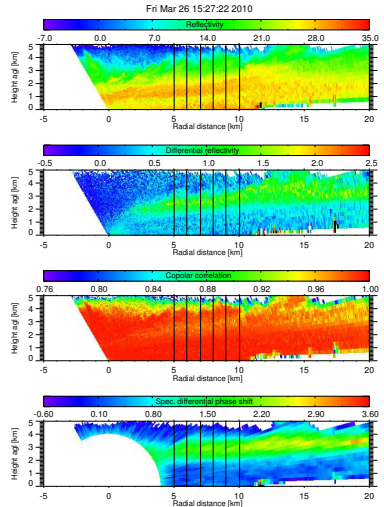 Fri Mar 26 15:27:22 2010
Reflectivity
-7.0 0.0 7.0 14.0 21.0 28.0 35.0
Height agl [km]
5
4
3
2
1
0
-5 0 5 10 15 20
Radial distance [km]
Differential reflectivity
-0.5 0.0 0.5 1.0 1.5 2.0 2.5
Height agl [km]
5
4
3
2
1
0
-5 0 5 10 15 20
Radial distance [km]
Copolar correlation
0.76 0.80 0.84 0.88 0.92 0.96 1.00
Height agl [km]
5
4
3
2
1
0
-5 0 5 10 15 20
Radial distance [km]
Spec. differential phase shift
-0.60 0.10 0.80 1.50 2.20 2.90 3.60
Height agl [km]
5
4
3
2
1
0
-5 0 5 10 15 20
Radial distance [km]